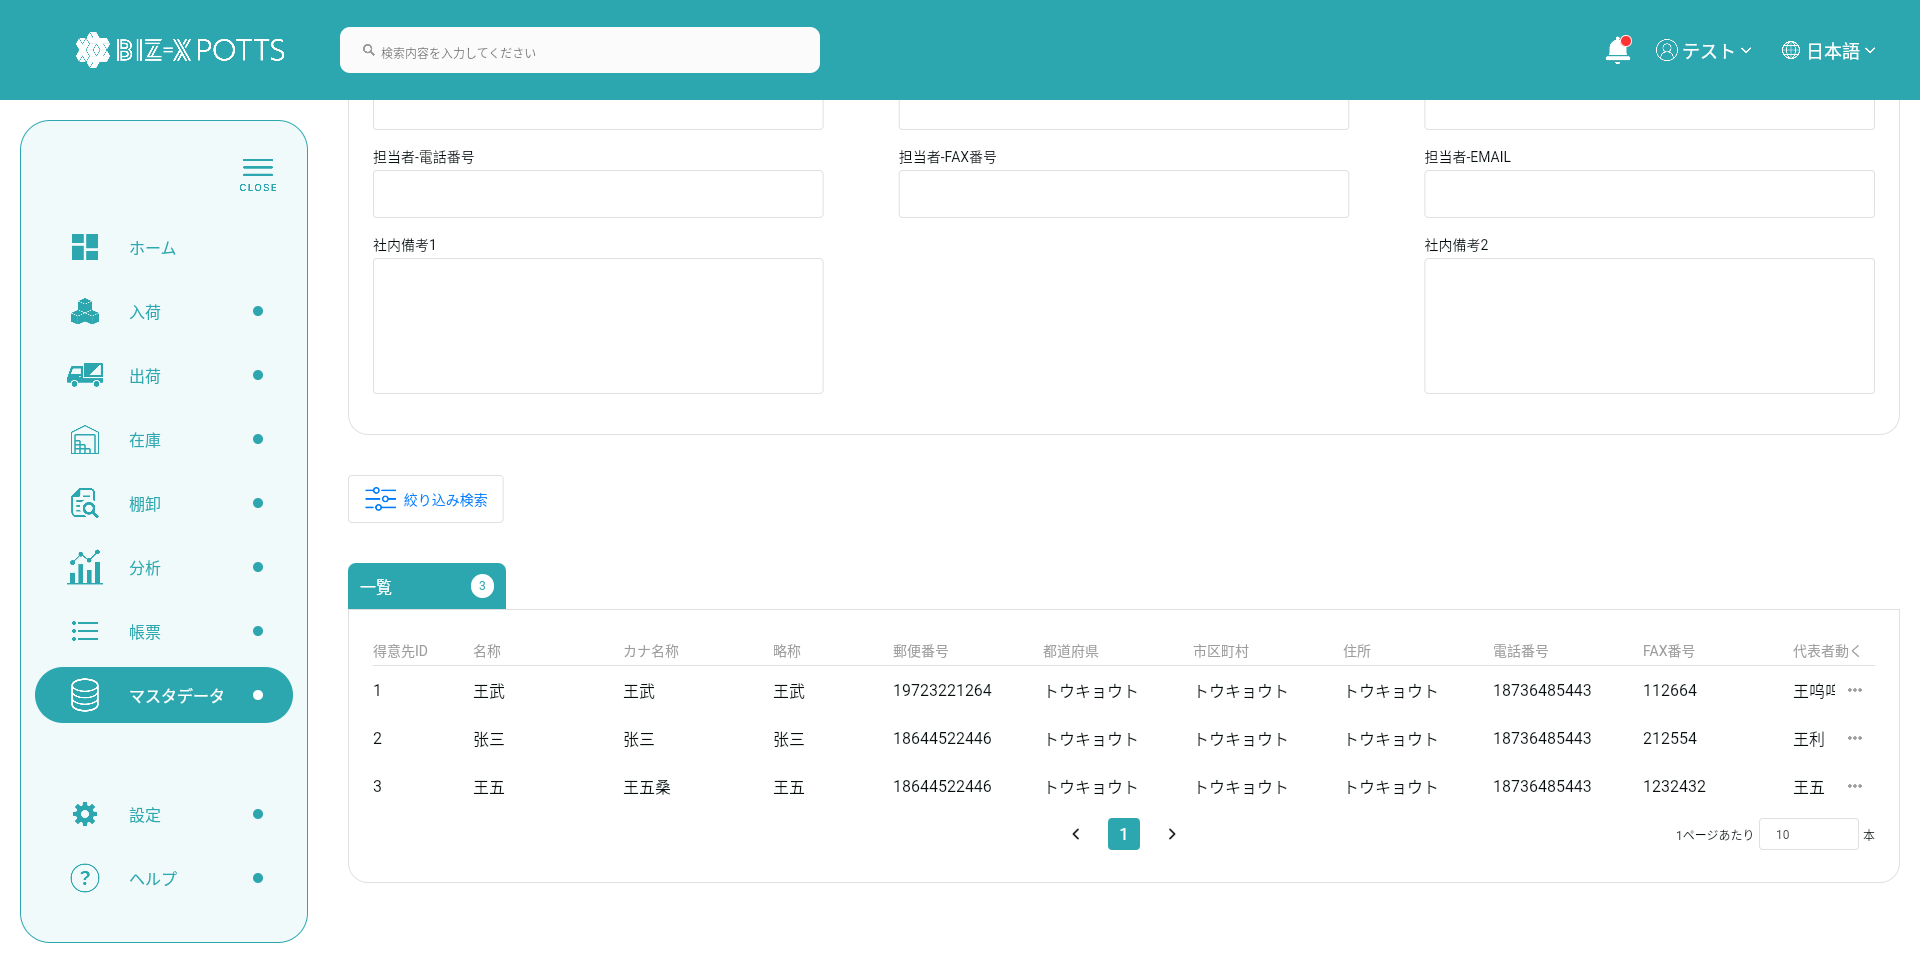 BIZ-X POTTS
検索内容を入力してください
テスト
日本語
CLOSE
ホーム
入荷
出荷
在庫
棚卸
分析
帳票
マスタデータ
設定
ヘルプ
担当者-電話番号 担当者-FAX番号 担当者-EMAIL
社内備考1 社内備考2
絞り込み検索
一覧 3
得意先ID 名称 カナ名称 略称 郵便番号 都道府県 市区町村 住所 電話番号 FAX番号 代表者動く
1 王武 王武 王武 19723221264 トウキョウト トウキョウト トウキョウト 18736485443 112664 王呜
2 张三 张三 张三 18644522446 トウキョウト トウキョウト トウキョウト 18736485443 212554 王利
3 王五 王五桑 王五 18644522446 トウキョウト トウキョウト トウキョウト 18736485443 1232432 王五
1
1ページあたり 10 本